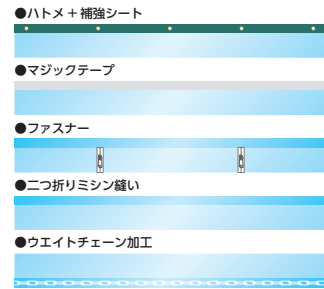 ●ハトメ + 補強シート
●マジックテープ
●ファスナー
●二つ折りミシン縫い
●ウエイトチェーン加工